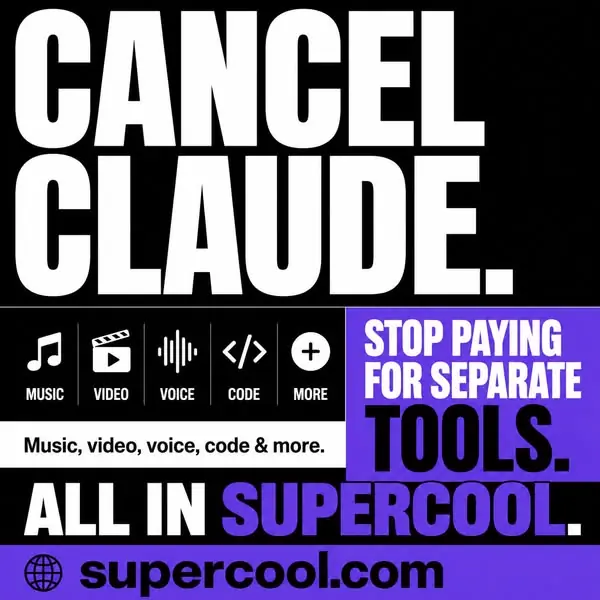 CANCEL
CLAUDE.
MUSIC
VIDEO
VOICE
CODE
MORE
Music, video, voice, code & more.
STOP PAYING
FOR SEPARATE
TOOLS.
ALL IN SUPERCOOL.
supercool.com